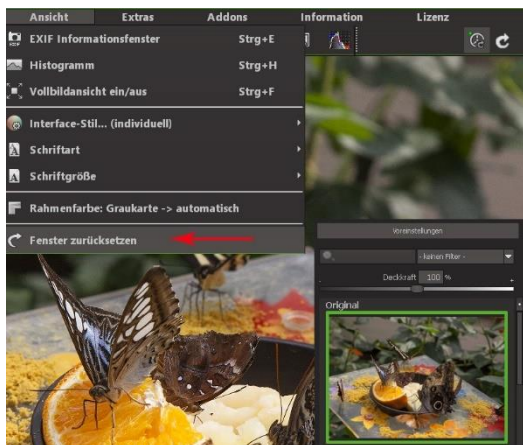 Ansicht Extras Addons Information Lizenz
EXIF EXIF Informationsfenster Strg+E
Histogramm Strg+H
Vollbildansicht ein/aus Strg+F
Interface-Stil... (individuell)
Schriftart
Schriftgröße
Rahmenfarbe: Graukarte -> automatisch
Fenster zurücksetzen
Voreinstellungen
- keinen Filter -
Deckkraft 100 %
Original